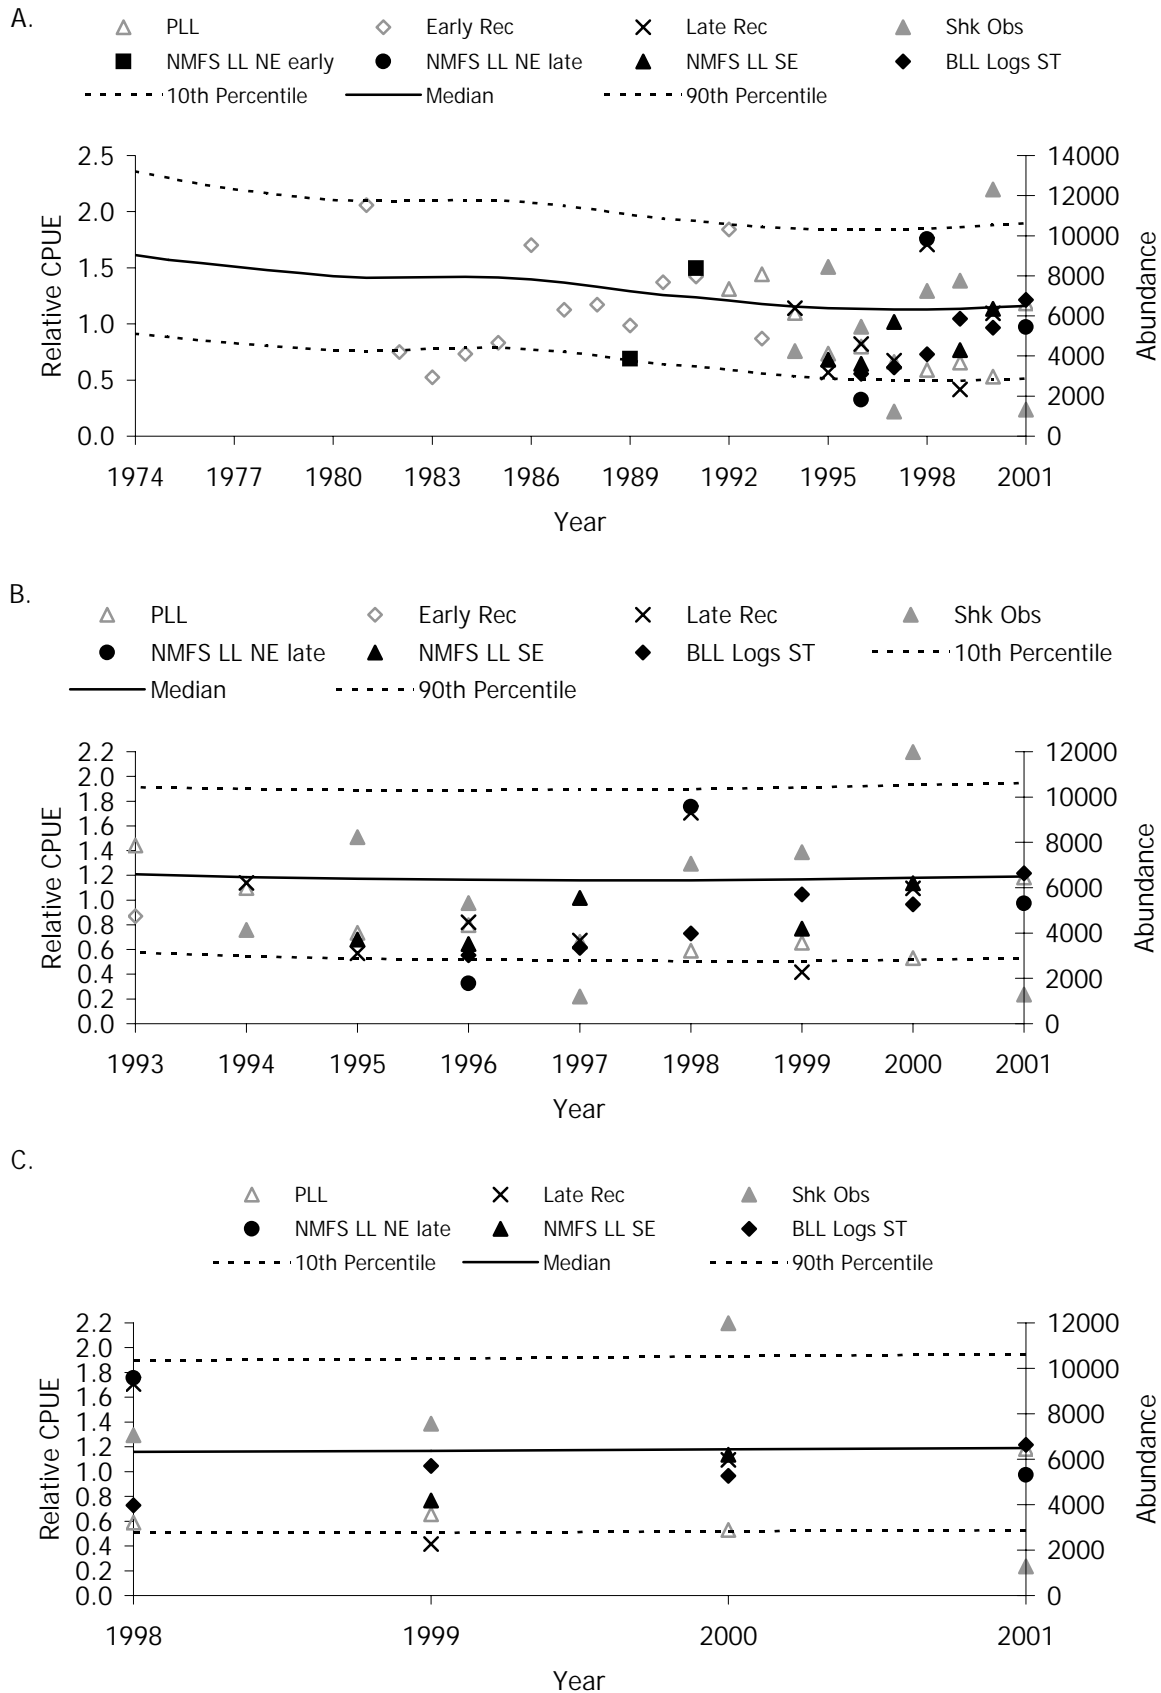 A.
PLL Early Rec Late Rec Shk Obs
NMFS LL NE early NMFS LL NE late NMFS LL SE BLL Logs ST
10th Percentile Median 90th Percentile
2.5 14000
12000
2.0
10000
1.5 8000
1.0 6000
4000
0.5
2000
0.0 0
Relative CPUE
Abundance
1974 1977 1980 1983 1986 1989 1992 1995 1998 2001
Year
B.
PLL Early Rec Late Rec Shk Obs
NMFS LL NE late NMFS LL SE BLL Logs ST 10th Percentile
Median 90th Percentile
2.2 12000
2.0
1.8 10000
1.6
1.4 8000
1.2
1.0 6000
0.8
0.6 4000
0.4
0.2 2000
0.0 0
Relative CPUE
Abundance
1993 1994 1995 1996 1997 1998 1999 2000 2001
Year
C.
PLL Late Rec Shk Obs
NMFS LL NE late NMFS LL SE BLL Logs ST
10th Percentile Median 90th Percentile
2.2 12000
2.0
1.8 10000
1.6
1.4 8000
1.2
1.0 6000
0.8
0.6 4000
0.4
0.2 2000
0.0 0
Relative CPUE
Abundance
1998 1999 2000 2001
Year